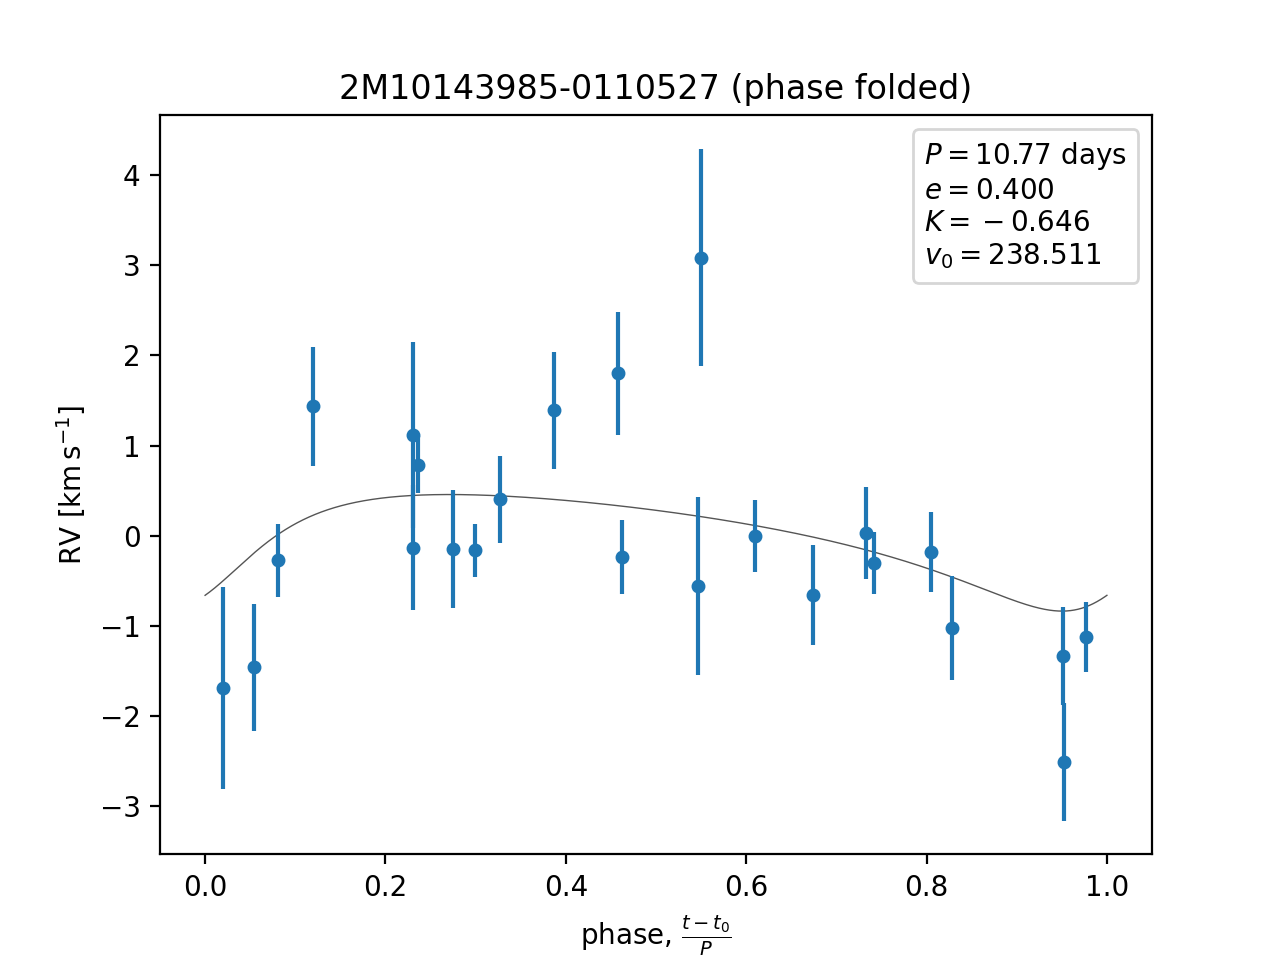 2M10143985-0110527 (phase folded)
P = 10.77 days
e = 0.400
K = −0.646
v₀ = 238.511
RV [km s⁻¹]
4
3
2
1
0
−1
−2
−3
0.0 0.2 0.4 0.6 0.8 1.0
phase, (t − t₀)/P